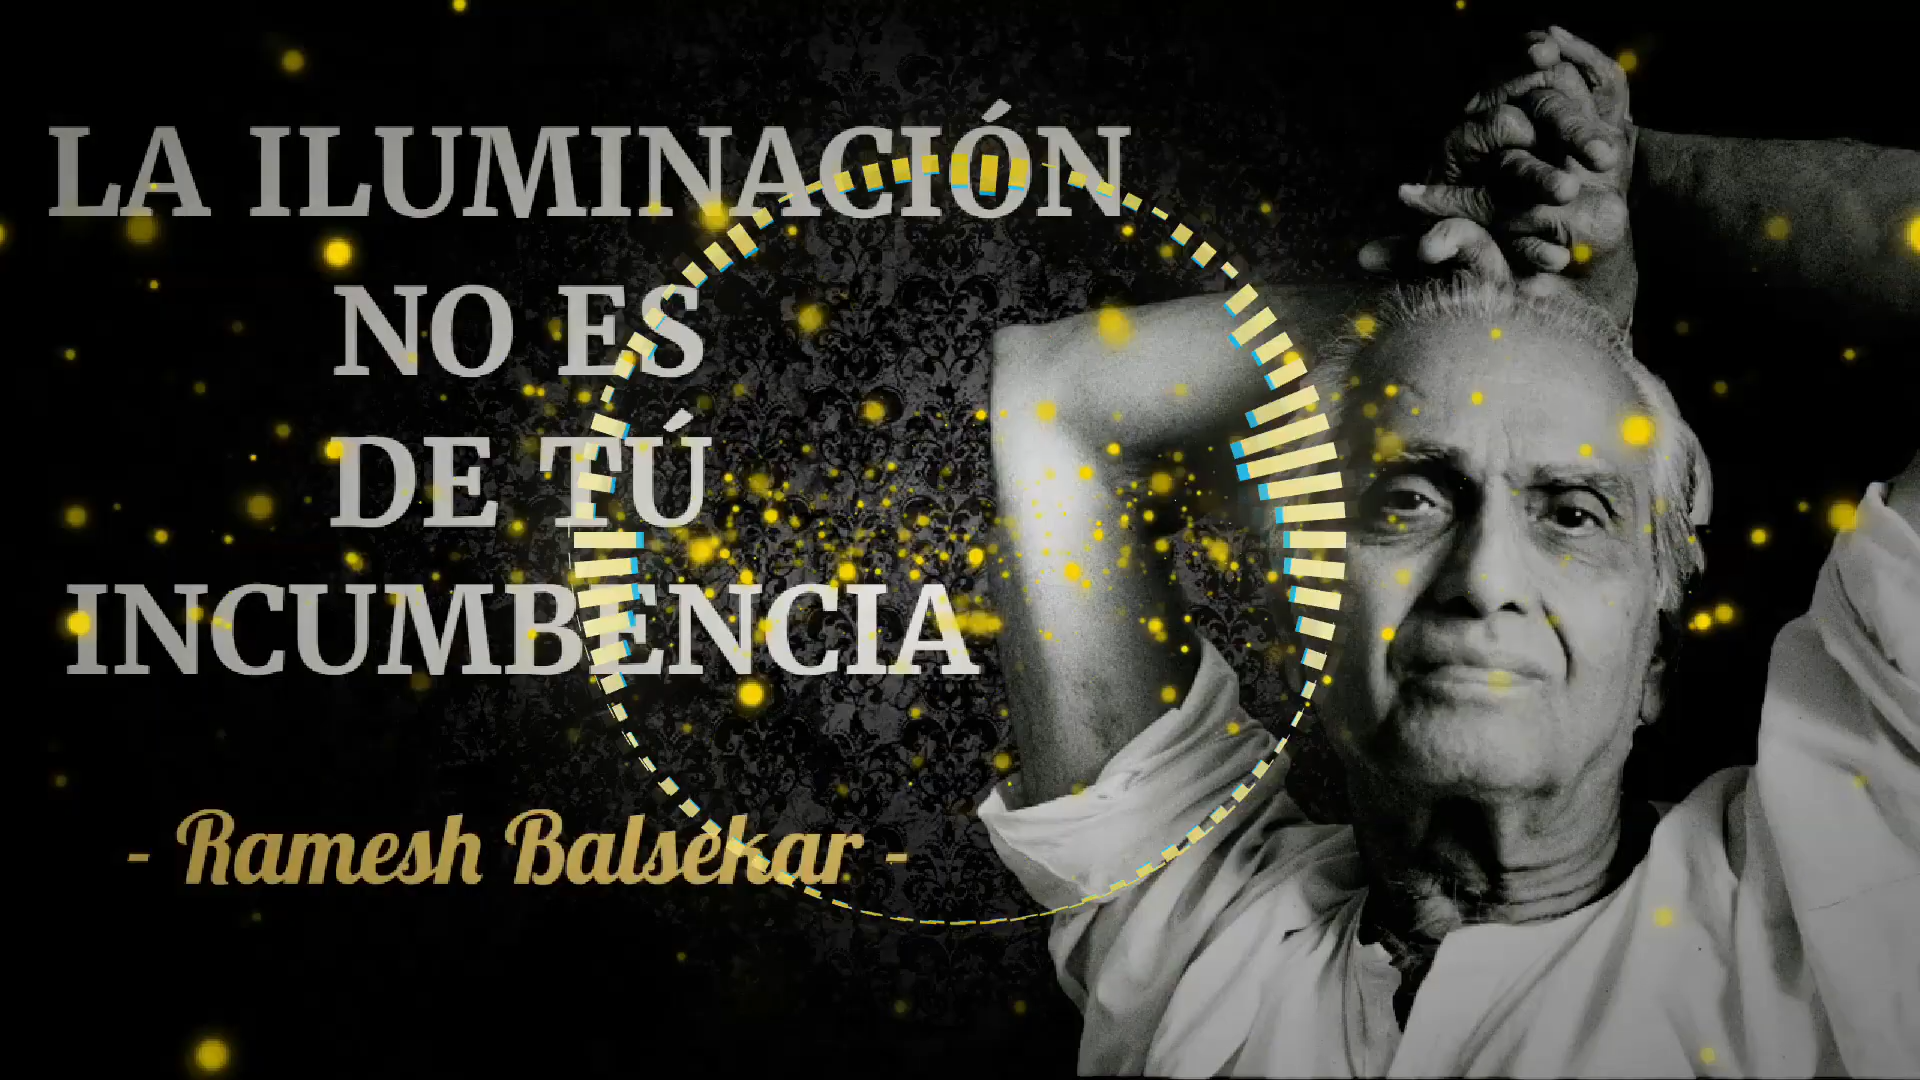 LA ILUMINACIÓN
NO ES
DE TÚ
INCUMBENCIA
- Ramesh Balsekar -